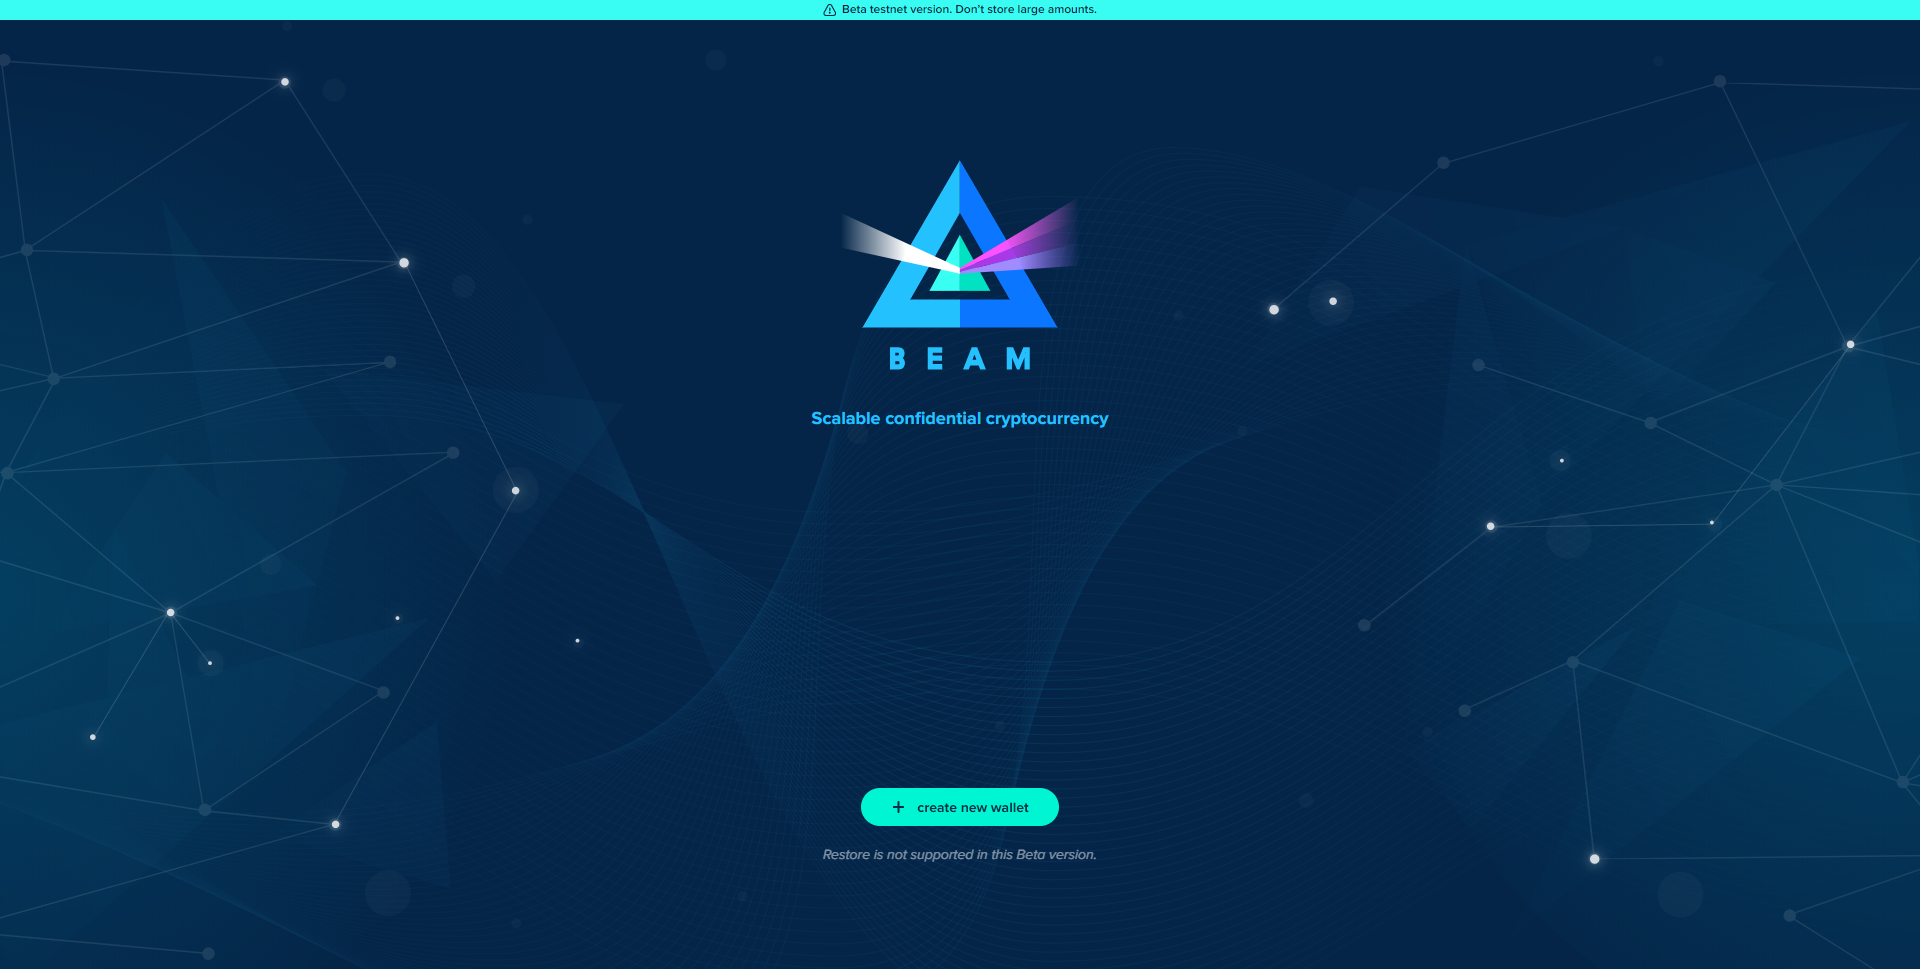 Beta testnet version. Don't store large amounts.
BEAM
Scalable confidential cryptocurrency
+ create new wallet
Restore is not supported in this Beta version.